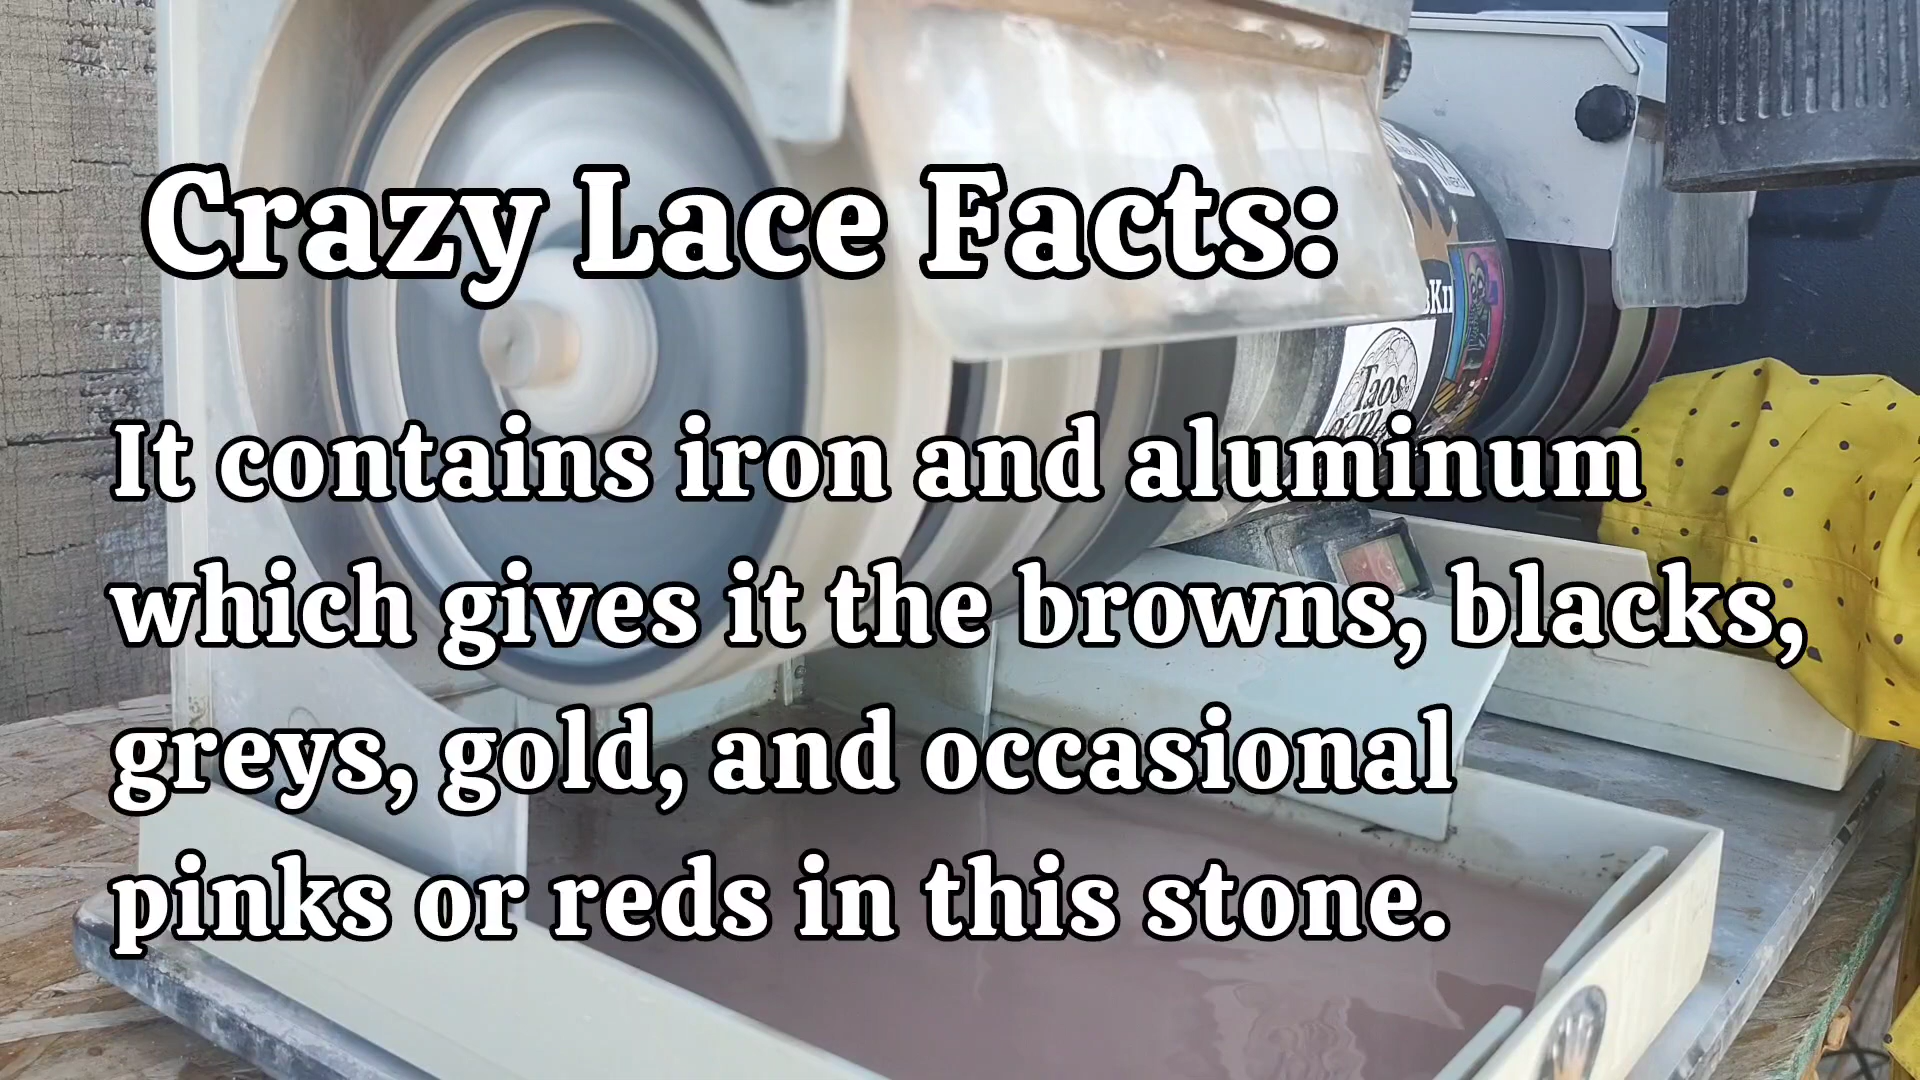 Crazy Lace Facts:
It contains iron and aluminum
which gives it the browns, blacks,
greys, gold, and occasional
pinks or reds in this stone.
Taos